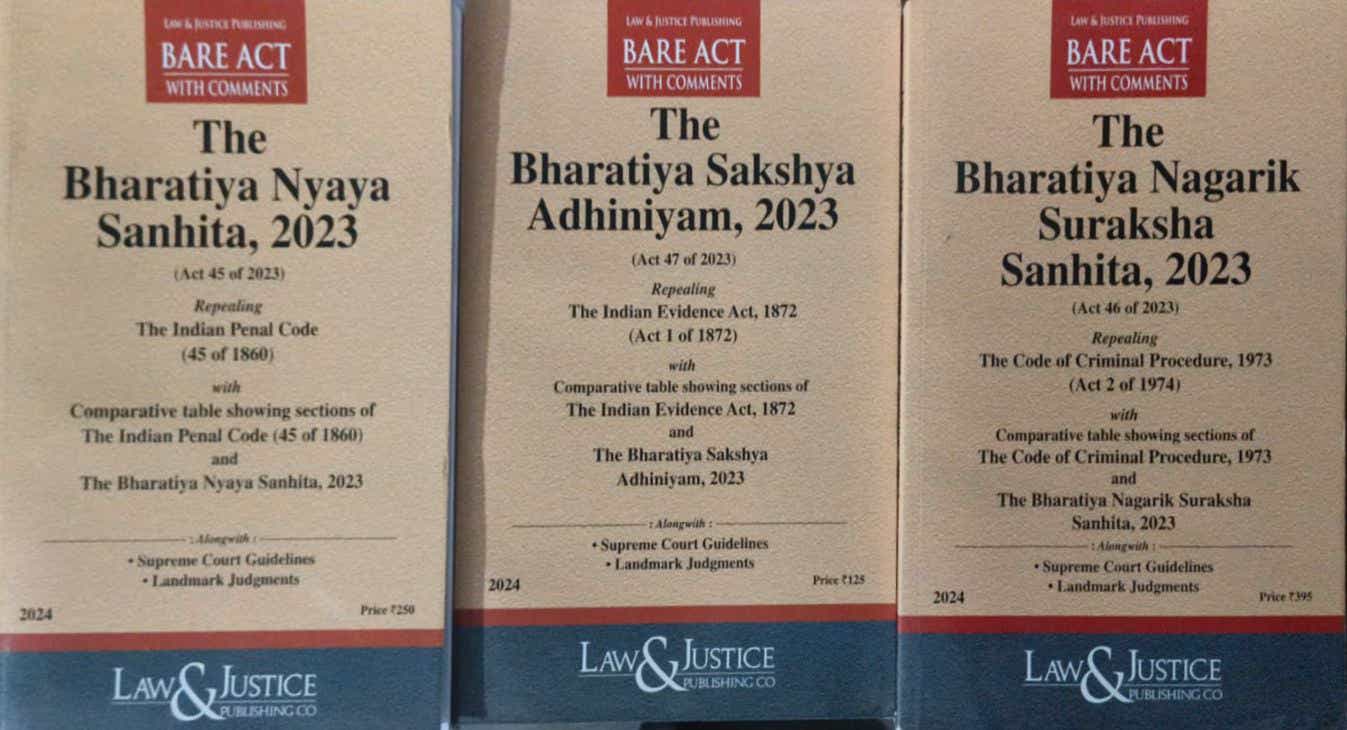 LAW & JUSTICE PUBLISHING
BARE ACT
WITH COMMENTS
The
Bharatiya Nyaya
Sanhita, 2023
(Act 45 of 2023)
Repealing
The Indian Penal Code
(45 of 1860)
with
Comparative table showing sections of
The Indian Penal Code (45 of 1860)
and
The Bharatiya Nyaya Sanhita, 2023
: Alongwith :
• Supreme Court Guidelines
• Landmark Judgments
2024
Price ₹250
LAW & JUSTICE
PUBLISHING CO
LAW & JUSTICE PUBLISHING
BARE ACT
WITH COMMENTS
The
Bharatiya Sakshya
Adhiniyam, 2023
(Act 47 of 2023)
Repealing
The Indian Evidence Act, 1872
(Act 1 of 1872)
with
Comparative table showing sections of
The Indian Evidence Act, 1872
and
The Bharatiya Sakshya
Adhiniyam, 2023
: Alongwith :
• Supreme Court Guidelines
• Landmark Judgments
2024
Price ₹125
LAW & JUSTICE
PUBLISHING CO
LAW & JUSTICE PUBLISHING
BARE ACT
WITH COMMENTS
The
Bharatiya Nagarik
Suraksha
Sanhita, 2023
(Act 46 of 2023)
Repealing
The Code of Criminal Procedure, 1973
(Act 2 of 1974)
with
Comparative table showing sections of
The Code of Criminal Procedure, 1973
and
The Bharatiya Nagarik Suraksha
Sanhita, 2023
: Alongwith :
• Supreme Court Guidelines
• Landmark Judgments
2024
Price ₹395
LAW & JUSTICE
PUBLISHING CO